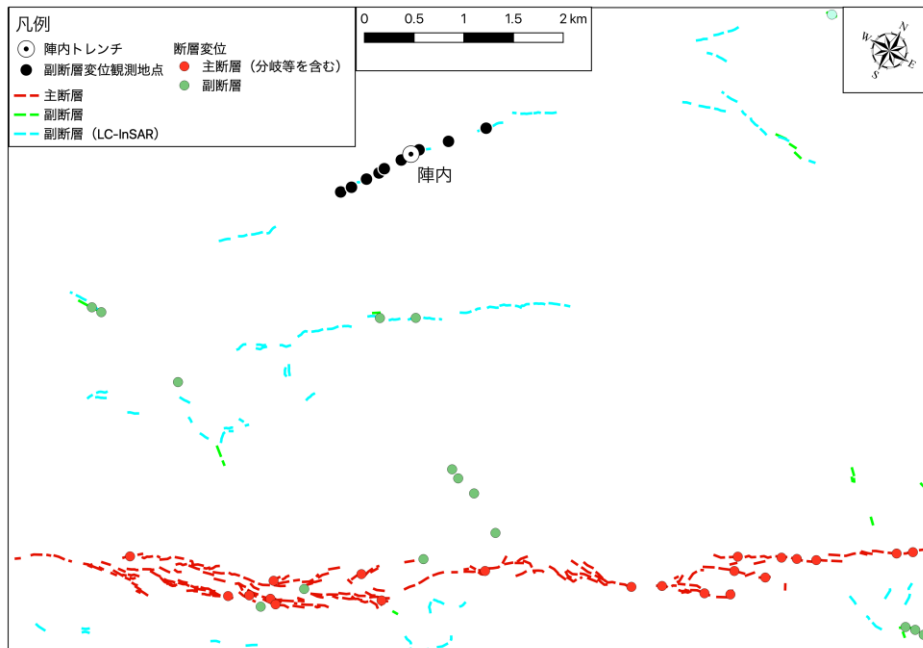 凡例
陣内トレンチ
副断層変位観測地点
主断層
副断層
副断層（LC-InSAR）
断層変位
主断層（分岐等を含む）
副断層
0 0.5 1 1.5 2 km
N
W
E
S
陣内